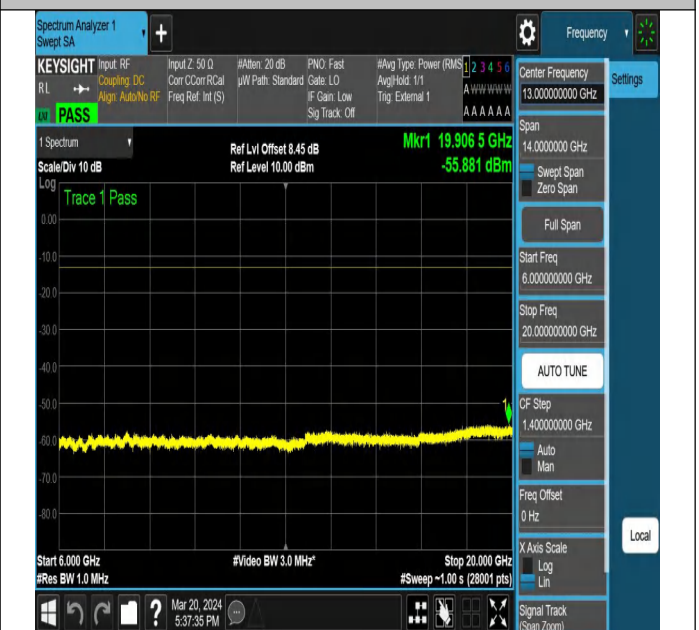 Spectrum Analyzer 1
Swept SA
+
Frequency
KEYSIGHT
RL
PASS
Input: RF
Coupling: DC
Align: Auto/No RF
Input Z: 50 Ω
Corr CCorr RCal
Freq Ref: Int (S)
#Atten: 20 dB
µW Path: Standard
PNO: Fast
Gate: LO
IF Gain: Low
Sig Track: Off
#Avg Type: Power (RMS
Avg|Hold: 1/1
Trig: External 1
1 2 3 4 5 6
A W W W W W
A A A A A A
Center Frequency
13.000000000 GHz
Settings
1 Spectrum
Scale/Div 10 dB
Ref Lvl Offset 8.45 dB
Ref Level 10.00 dBm
Mkr1 19.906 5 GHz
-55.881 dBm
Span
14.0000000 GHz
Swept Span
Zero Span
Full Span
Start Freq
6.000000000 GHz
Stop Freq
20.000000000 GHz
AUTO TUNE
CF Step
1.400000000 GHz
Auto
Man
Freq Offset
0 Hz
X Axis Scale
Log
Lin
Signal Track
(Span Zoom)
Local
Log
Trace 1 Pass
0.00
-10.0
-20.0
-30.0
-40.0
-50.0
-60.0
-70.0
-80.0
1
Start 6.000 GHz
#Res BW 1.0 MHz
#Video BW 3.0 MHz*
Stop 20.000 GHz
#Sweep ~1.00 s (28001 pts)
?
Mar 20, 2024
5:37:35 PM